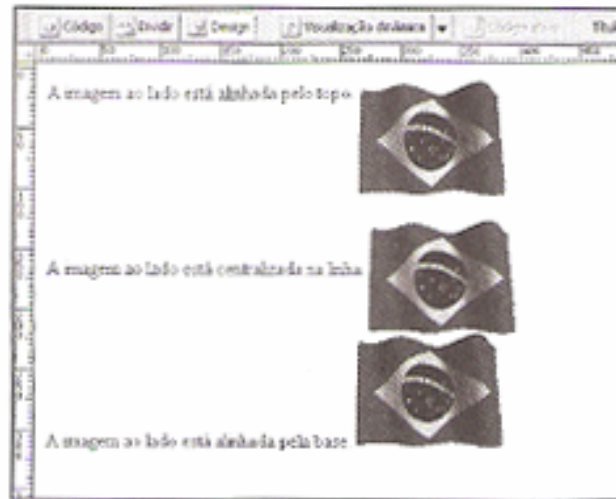 Código Dividir Design Visualização dinâmica
A imagem ao lado está alinhada pelo topo
A imagem ao lado está centralizada na linha
A imagem ao lado está alinhada pela base